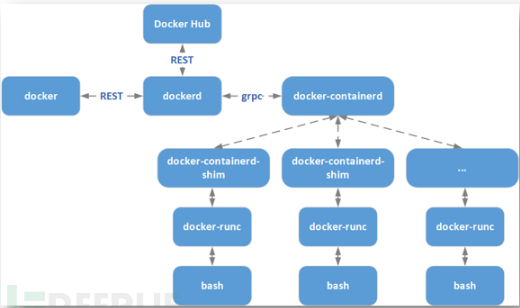 Docker Hub
REST
docker
REST
dockerd
grpc
docker-containerd
docker-containerd-
shim
docker-containerd-
shim
...
docker-runc
docker-runc
docker-runc
bash
bash
bash